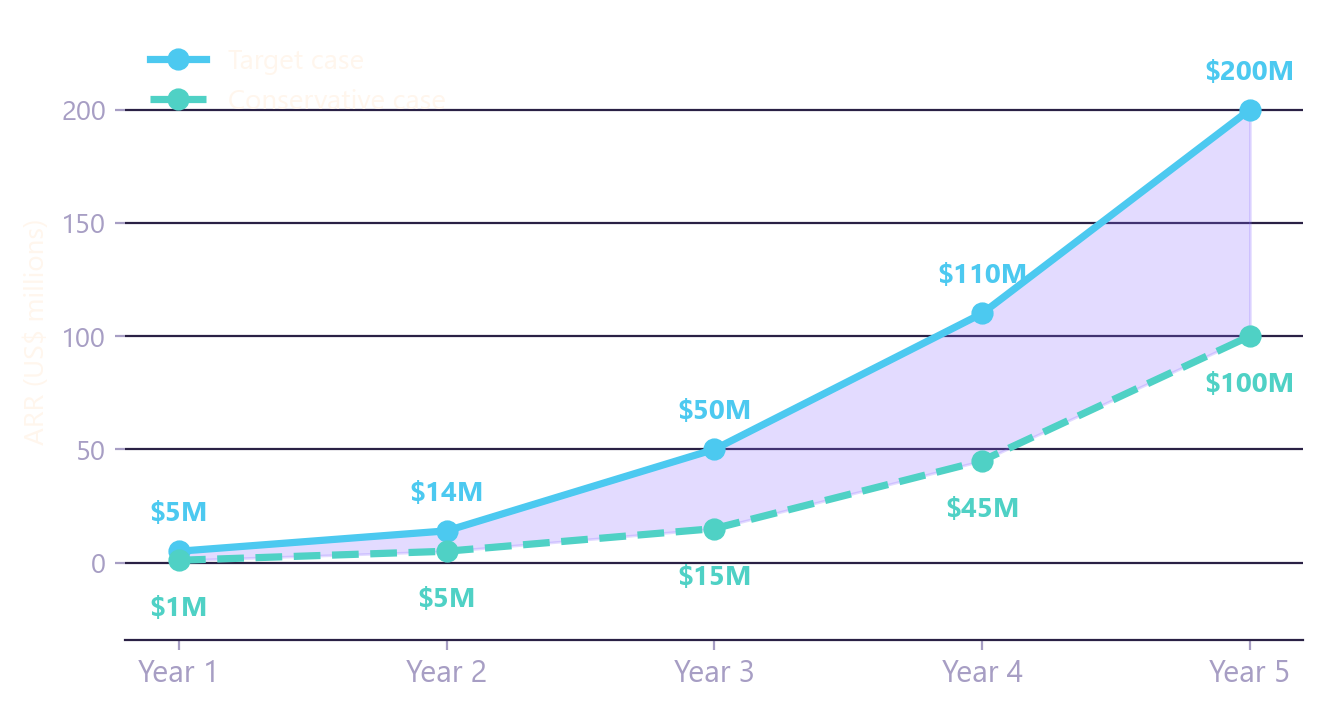 Target case
Conservative case
$200M
200
150
ARR (US$ millions)
$110M
100
$100M
$50M
50
$14M
$45M
$5M
0
$15M
$5M
$1M
Year 1 Year 2 Year 3 Year 4 Year 5